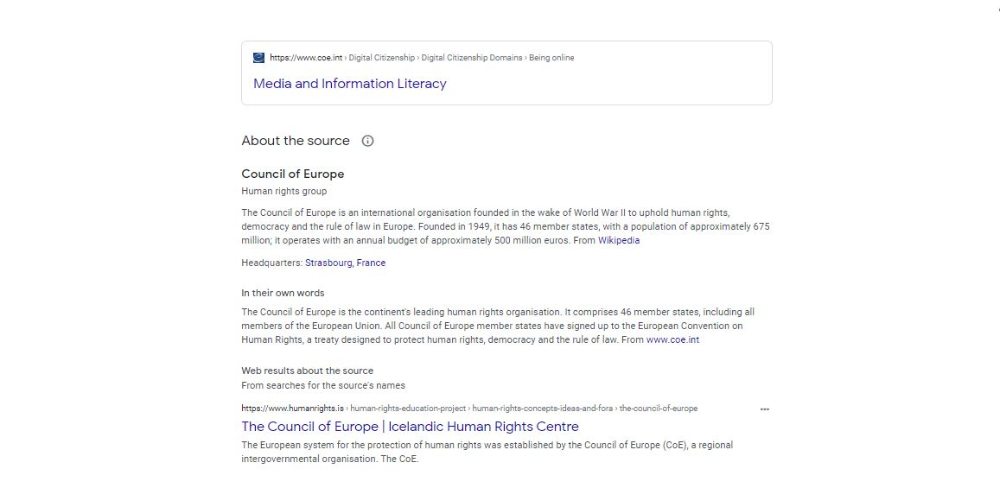 https://www.coe.int › Digital Citizenship › Digital Citizenship Domains › Being online
Media and Information Literacy
About the source
Council of Europe
Human rights group
The Council of Europe is an international organisation founded in the wake of World War II to uphold human rights,
democracy and the rule of law in Europe. Founded in 1949, it has 46 member states, with a population of approximately 675
million; it operates with an annual budget of approximately 500 million euros. From Wikipedia
Headquarters: Strasbourg, France
In their own words
The Council of Europe is the continent's leading human rights organisation. It comprises 46 member states, including all
members of the European Union. All Council of Europe member states have signed up to the European Convention on
Human Rights, a treaty designed to protect human rights, democracy and the rule of law. From www.coe.int
Web results about the source
From searches for the source's names
https://www.humanrights.is › human-rights-education-project › human-rights-concepts-ideas-and-fora › the-council-of-europe
The Council of Europe | Icelandic Human Rights Centre
The European system for the protection of human rights was established by the Council of Europe (CoE), a regional
intergovernmental organisation. The CoE.